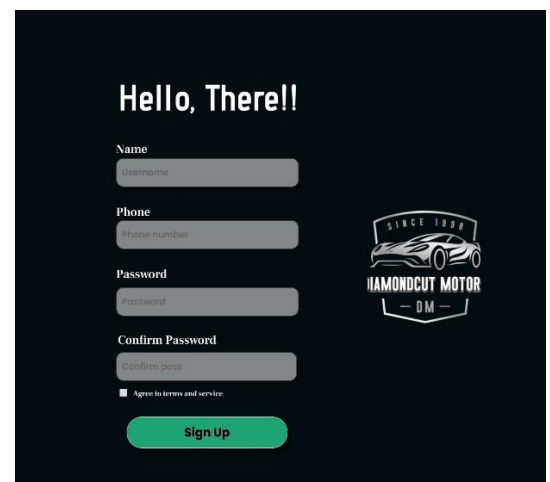 Hello, There!!
Name
Username
Phone
Phone number
Password
Password
Confirm Password
Confirm pass
Agree to terms and service
Sign Up
SINCE 1998
IAMONDCUT MOTOR
DM